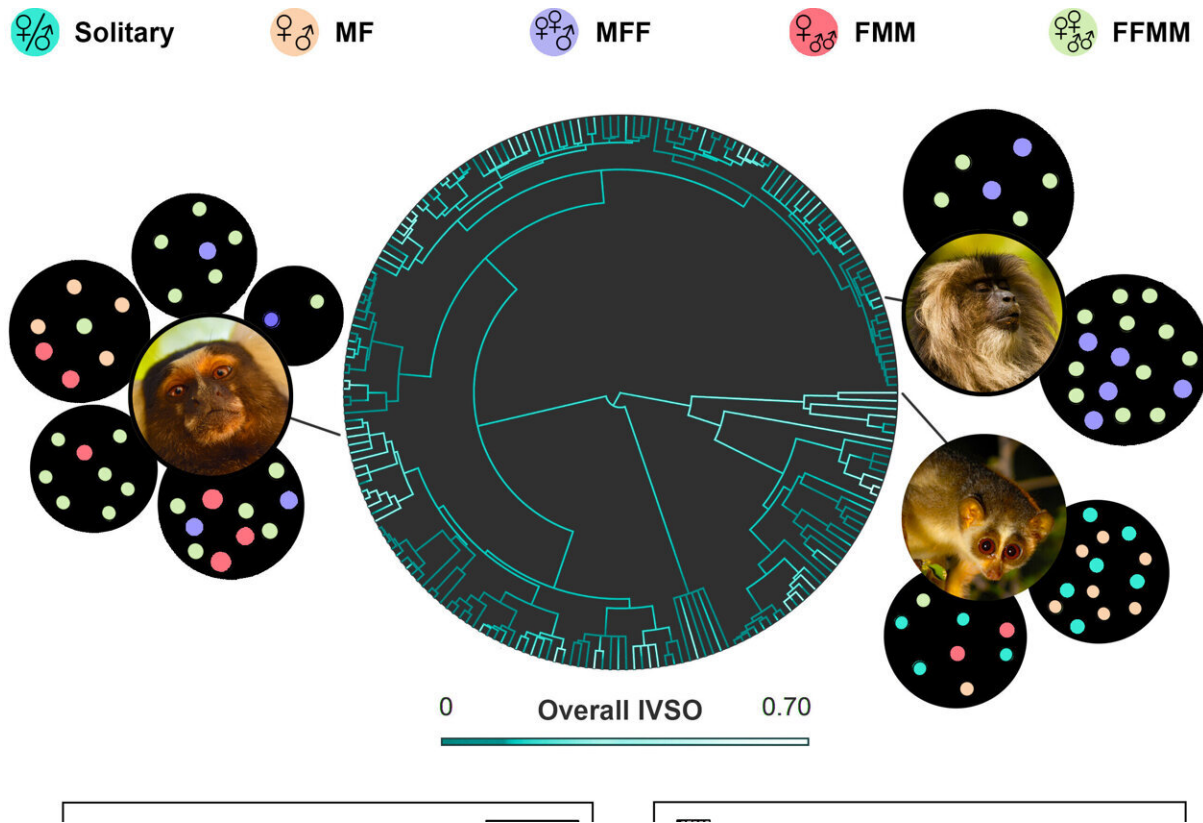 ♀/♂ Solitary
♀♂ MF
♀♀♂ MFF
♀♂♂ FMM
♀♀♂♂ FFMM
0 Overall IVSO 0.70